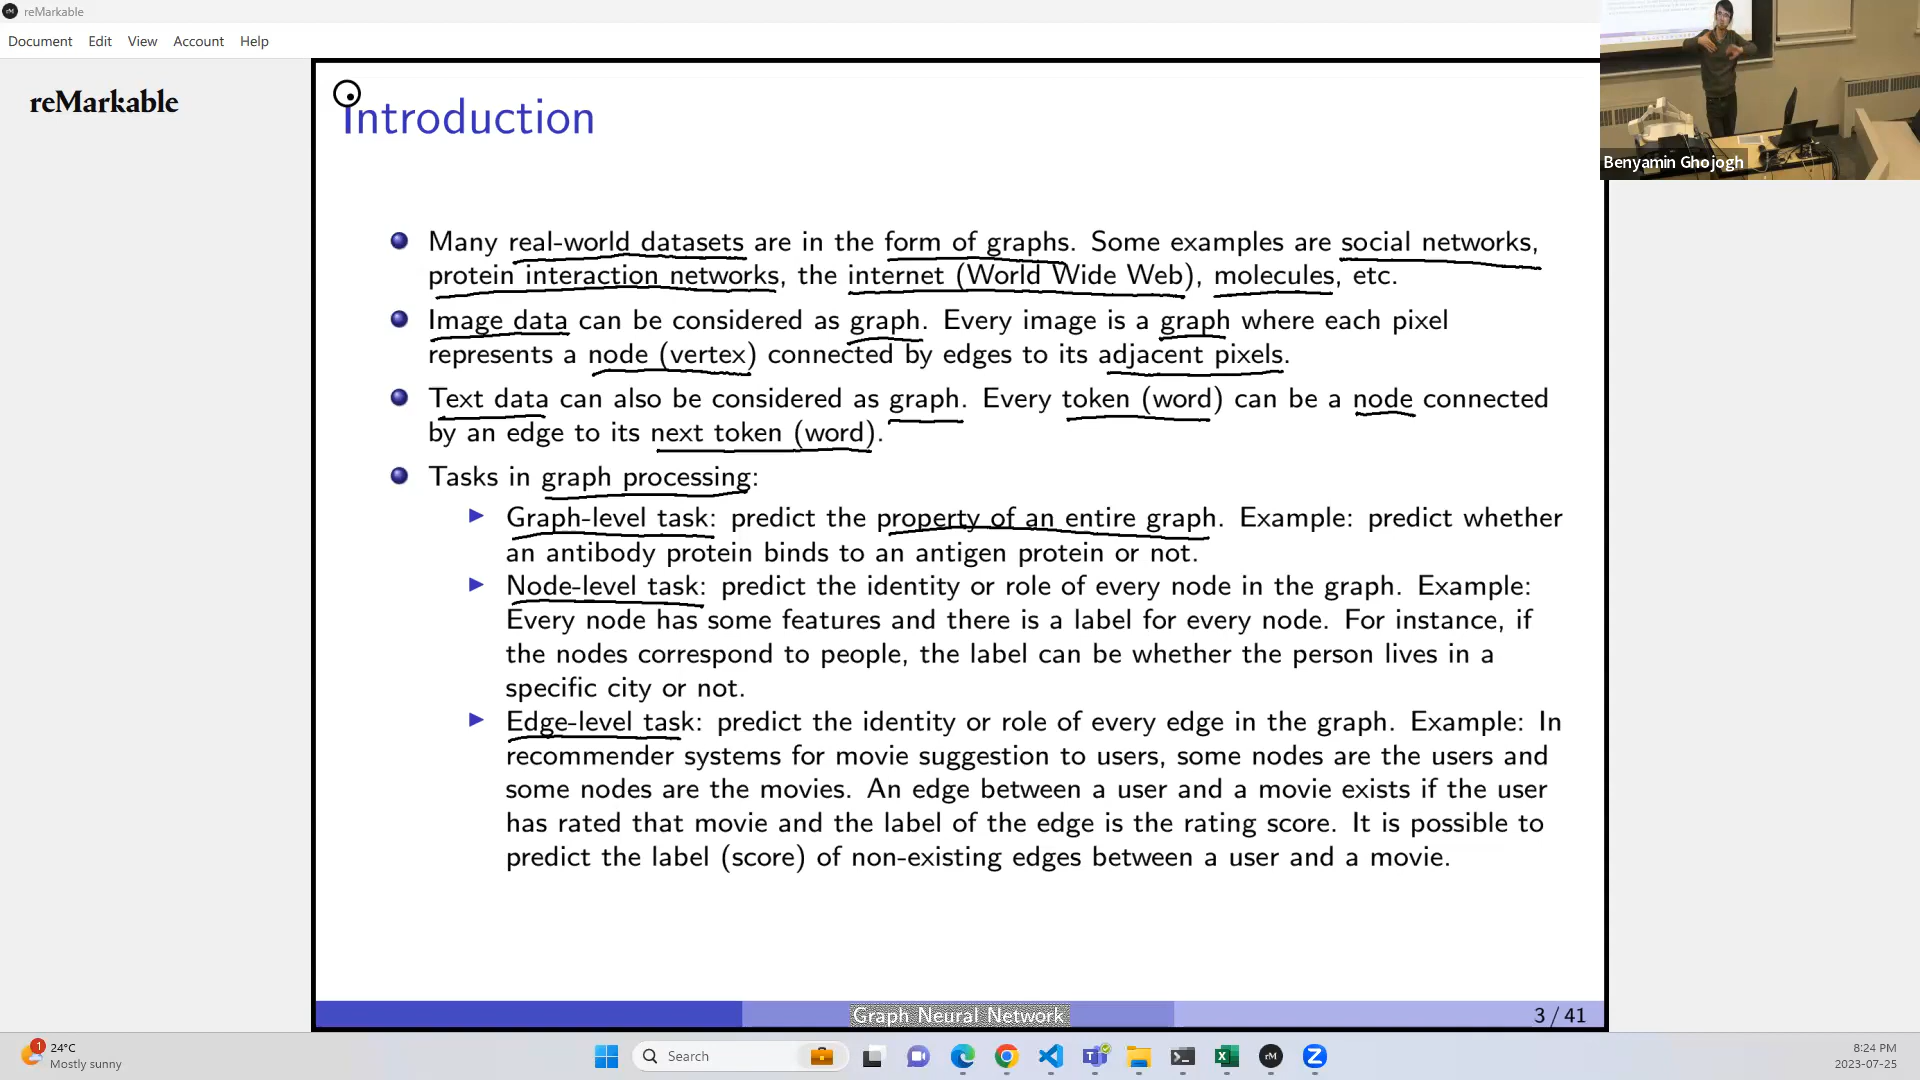 reMarkable
Document Edit View Account Help
reMarkable
Introduction
Benyamin Ghojogh
Many real-world datasets are in the form of graphs. Some examples are social networks,
protein interaction networks, the internet (World Wide Web), molecules, etc.
Image data can be considered as graph. Every image is a graph where each pixel
represents a node (vertex) connected by edges to its adjacent pixels.
Text data can also be considered as graph. Every token (word) can be a node connected
by an edge to its next token (word).
Tasks in graph processing:
Graph-level task: predict the property of an entire graph. Example: predict whether
an antibody protein binds to an antigen protein or not.
Node-level task: predict the identity or role of every node in the graph. Example:
Every node has some features and there is a label for every node. For instance, if
the nodes correspond to people, the label can be whether the person lives in a
specific city or not.
Edge-level task: predict the identity or role of every edge in the graph. Example: In
recommender systems for movie suggestion to users, some nodes are the users and
some nodes are the movies. An edge between a user and a movie exists if the user
has rated that movie and the label of the edge is the rating score. It is possible to
predict the label (score) of non-existing edges between a user and a movie.
Graph Neural Network
3 / 41
1
24°C
Mostly sunny
Search
rM
8:24 PM
2023-07-25